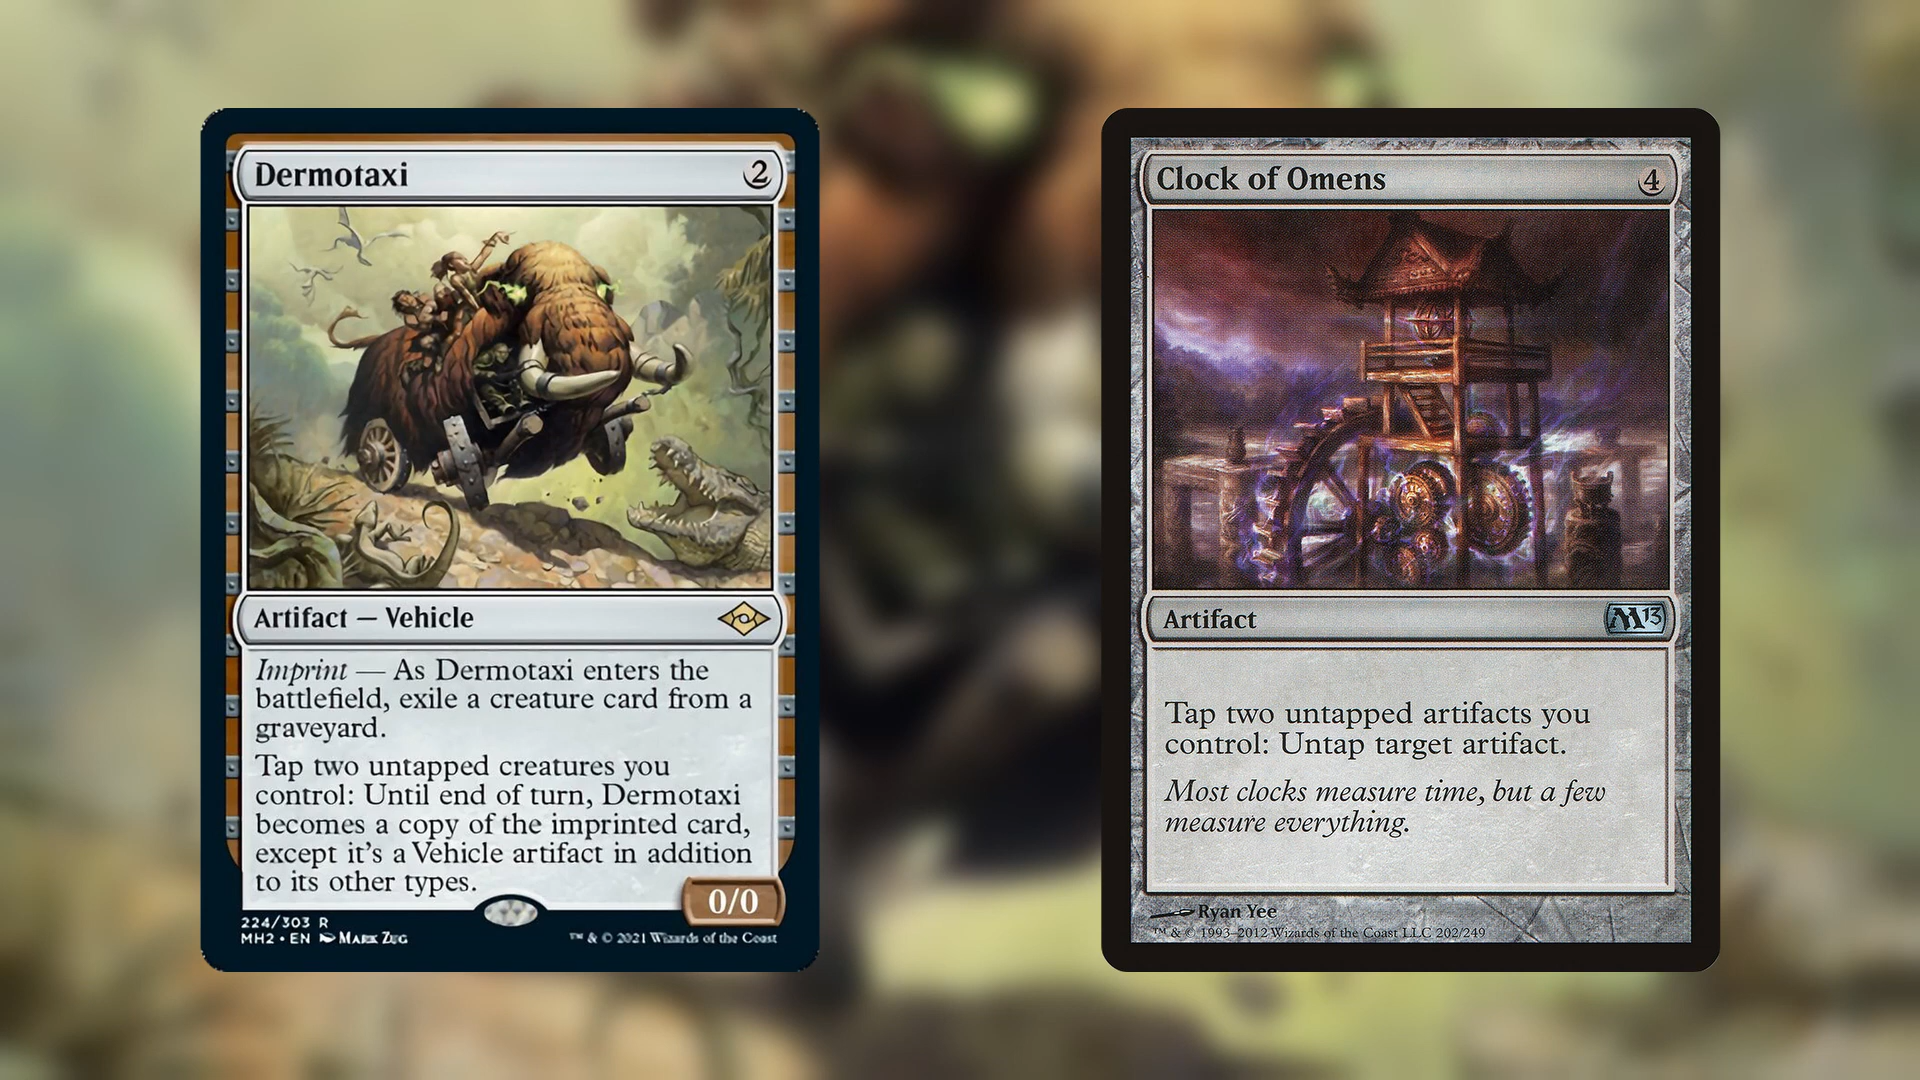 Dermotaxi
2
Artifact — Vehicle
Imprint — As Dermotaxi enters the
battlefield, exile a creature card from a
graveyard.
Tap two untapped creatures you
control: Until end of turn, Dermotaxi
becomes a copy of the imprinted card,
except it's a Vehicle artifact in addition
to its other types.
0/0
224/303 R
MH2 • EN Mark Zug
™ & © 2021 Wizards of the Coast
Clock of Omens
4
Artifact
M13
Tap two untapped artifacts you
control: Untap target artifact.
Most clocks measure time, but a few
measure everything.
Ryan Yee
™ & © 1993–2012 Wizards of the Coast LLC 202/249